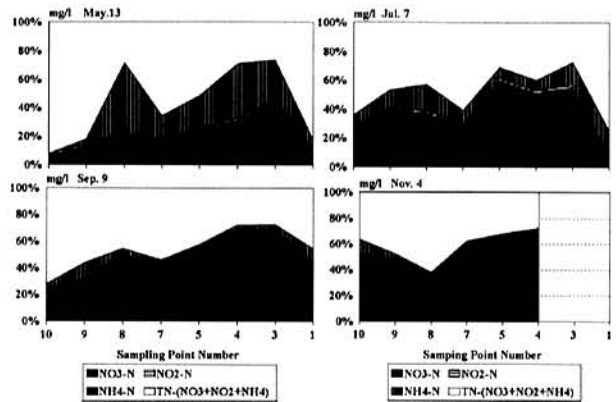 mg/l May.13
100%
80%
60%
40%
20%
0%
mg/l Jul. 7
100%
80%
60%
40%
20%
0%
mg/l Sep. 9
100%
80%
60%
40%
20%
0%
10 9 8 7 5 4 3 1
Sampling Point Number
mg/l Nov. 4
100%
80%
60%
40%
20%
0%
10 9 8 7 5 4 3 1
Samping Point Number
NO3-N NO2-N
NH4-N TN-(NO3+NO2+NH4)
NO3-N NO2-N
NH4-N TN-(NO3+NO2+NH4)